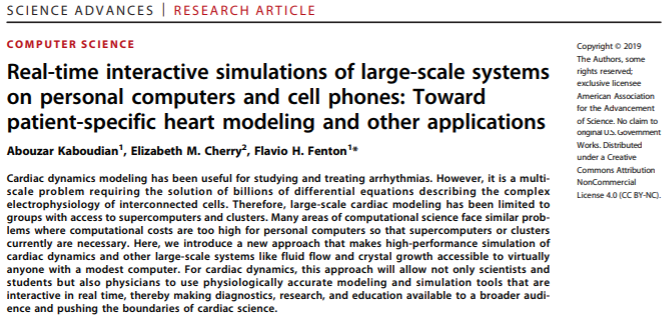 SCIENCE ADVANCES | RESEARCH ARTICLE
COMPUTER SCIENCE
Real-time interactive simulations of large-scale systems
on personal computers and cell phones: Toward
patient-specific heart modeling and other applications
Abouzar Kaboudian¹, Elizabeth M. Cherry², Flavio H. Fenton¹*
Cardiac dynamics modeling has been useful for studying and treating arrhythmias. However, it is a multi-
scale problem requiring the solution of billions of differential equations describing the complex
electrophysiology of interconnected cells. Therefore, large-scale cardiac modeling has been limited to
groups with access to supercomputers and clusters. Many areas of computational science face similar prob-
lems where computational costs are too high for personal computers so that supercomputers or clusters
currently are necessary. Here, we introduce a new approach that makes high-performance simulation of
cardiac dynamics and other large-scale systems like fluid flow and crystal growth accessible to virtually
anyone with a modest computer. For cardiac dynamics, this approach will allow not only scientists and
students but also physicians to use physiologically accurate modeling and simulation tools that are
interactive in real time, thereby making diagnostics, research, and education available to a broader audi-
ence and pushing the boundaries of cardiac science.
Copyright © 2019
The Authors, some
rights reserved;
exclusive licensee
American Association
for the Advancement
of Science. No claim to
original U.S. Government
Works. Distributed
under a Creative
Commons Attribution
NonCommercial
License 4.0 (CC BY-NC).